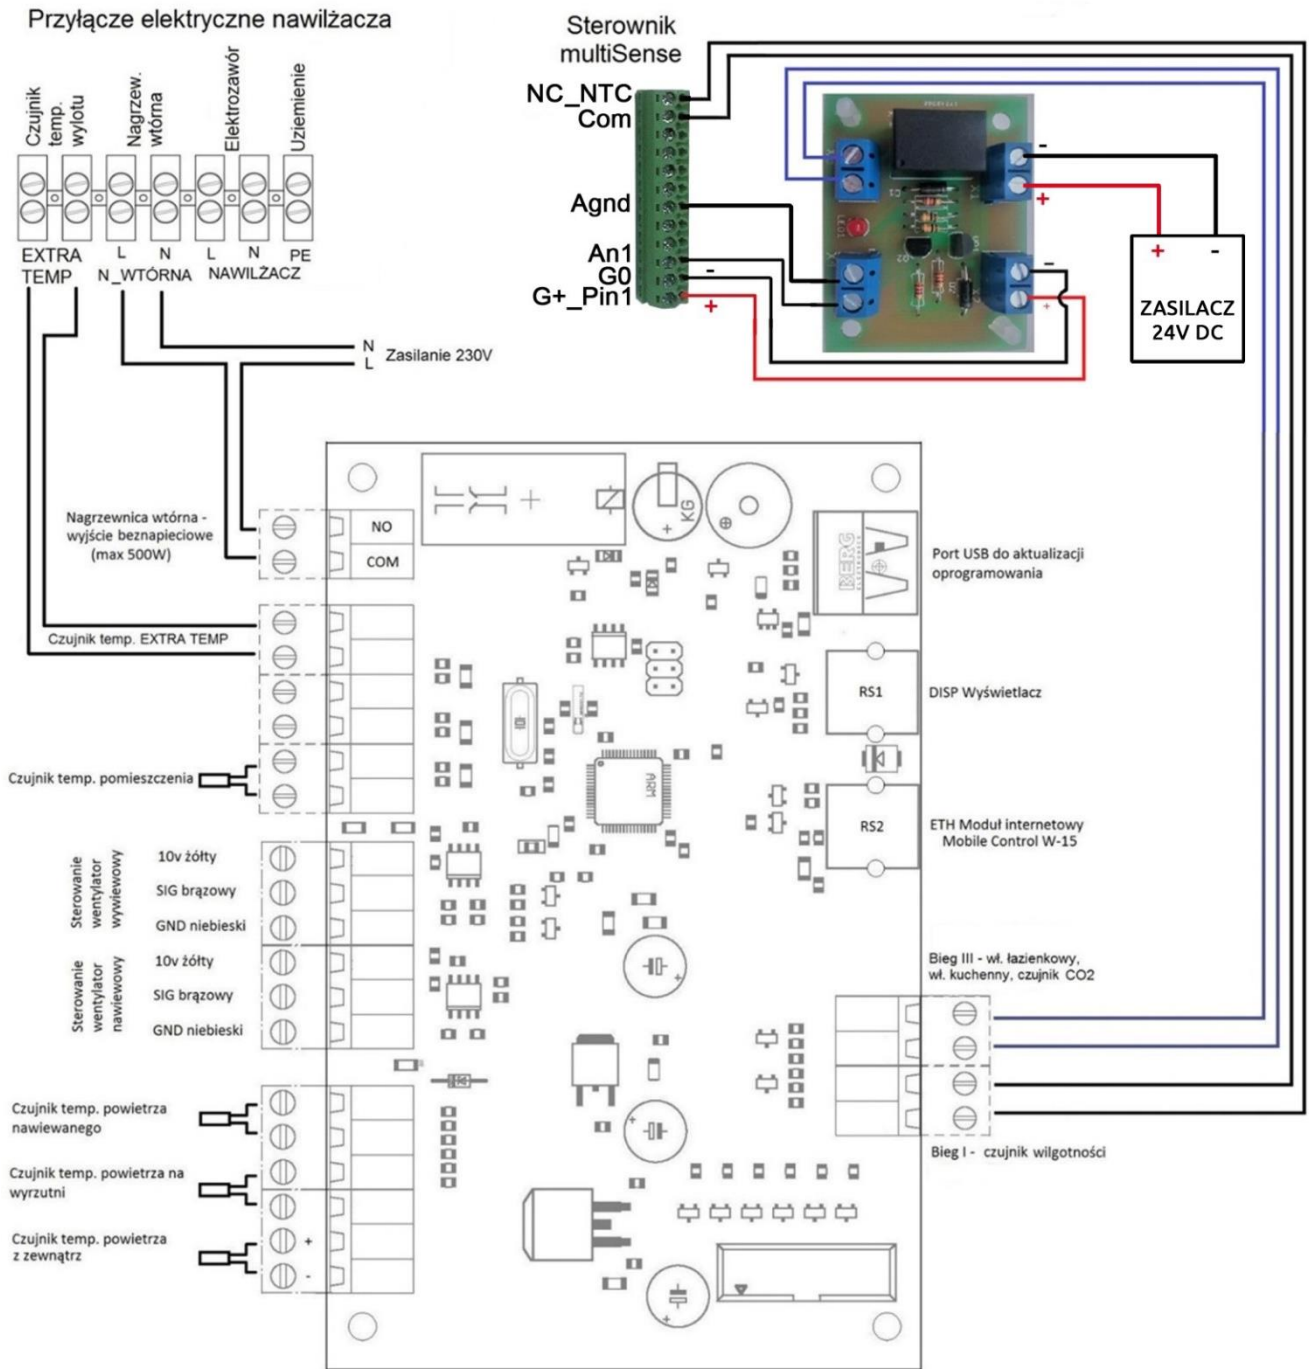 Przyłącze elektryczne nawilżacza
Czujnik
temp.
wylotu
Nagrzew.
wtórna
Elektrozawór
Uziemienie
EXTRA
TEMP
L
N
N_WTÓRNA
L
N
NAWILŻACZ
PE
N
L
Zasilanie 230V
Sterownik
multiSense
NC_NTC
Com
Agnd
An1
G0
G+_Pin1
-
+
-
+
-
+
LED1
Q2
+
-
ZASILACZ
24V DC
Nagrzewnica wtórna -
wyjście beznapieciowe
(max 500W)
NO
COM
KG
BERG
Port USB do aktualizacji
oprogramowania
Czujnik temp. EXTRA TEMP
RS1
DISP Wyświetlacz
Czujnik temp. pomieszczenia
ARM
RS2
ETH Moduł internetowy
Mobile Control W-15
Sterowanie
wentylator
wywiewowy
10v żółty
SIG brązowy
GND niebieski
Sterowanie
wentylator
nawiewowy
10v żółty
SIG brązowy
GND niebieski
Bieg III - wł. łazienkowy,
wł. kuchenny, czujnik CO2
Czujnik temp. powietrza
nawiewanego
Czujnik temp. powietrza na
wyrzutni
Czujnik temp. powietrza
z zewnątrz
+
-
Bieg I - czujnik wilgotności